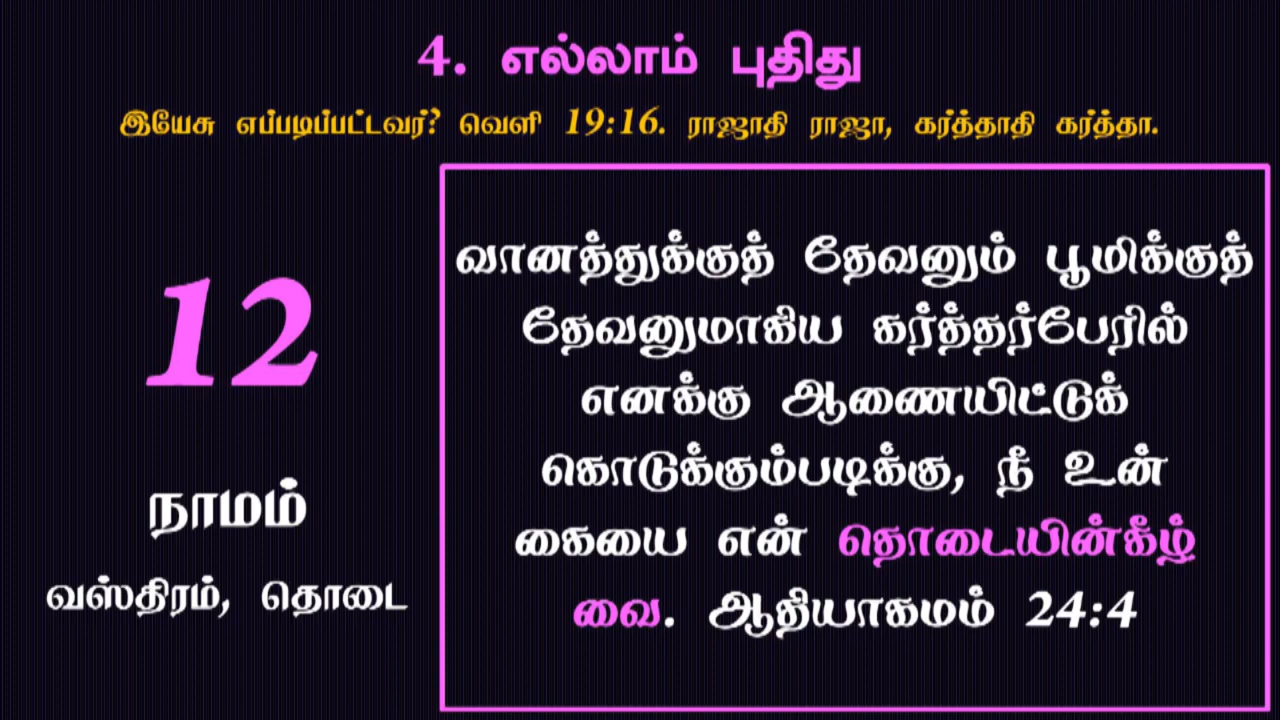 4. எல்லாம் புதிது
இயேசு எப்படிப்பட்டவர்? வெளி 19:16. ராஜாதி ராஜா, கர்த்தாதி கர்த்தா.
12
நாமம்
வஸ்திரம், தொடை
வானத்துக்குத் தேவனும் பூமிக்குத்
தேவனுமாகிய கர்த்தர்பேரில்
எனக்கு ஆணையிட்டுக்
கொடுக்கும்படிக்கு, நீ உன்
கையை என் தொடையின்கீழ்
வை. ஆதியாகமம் 24:4